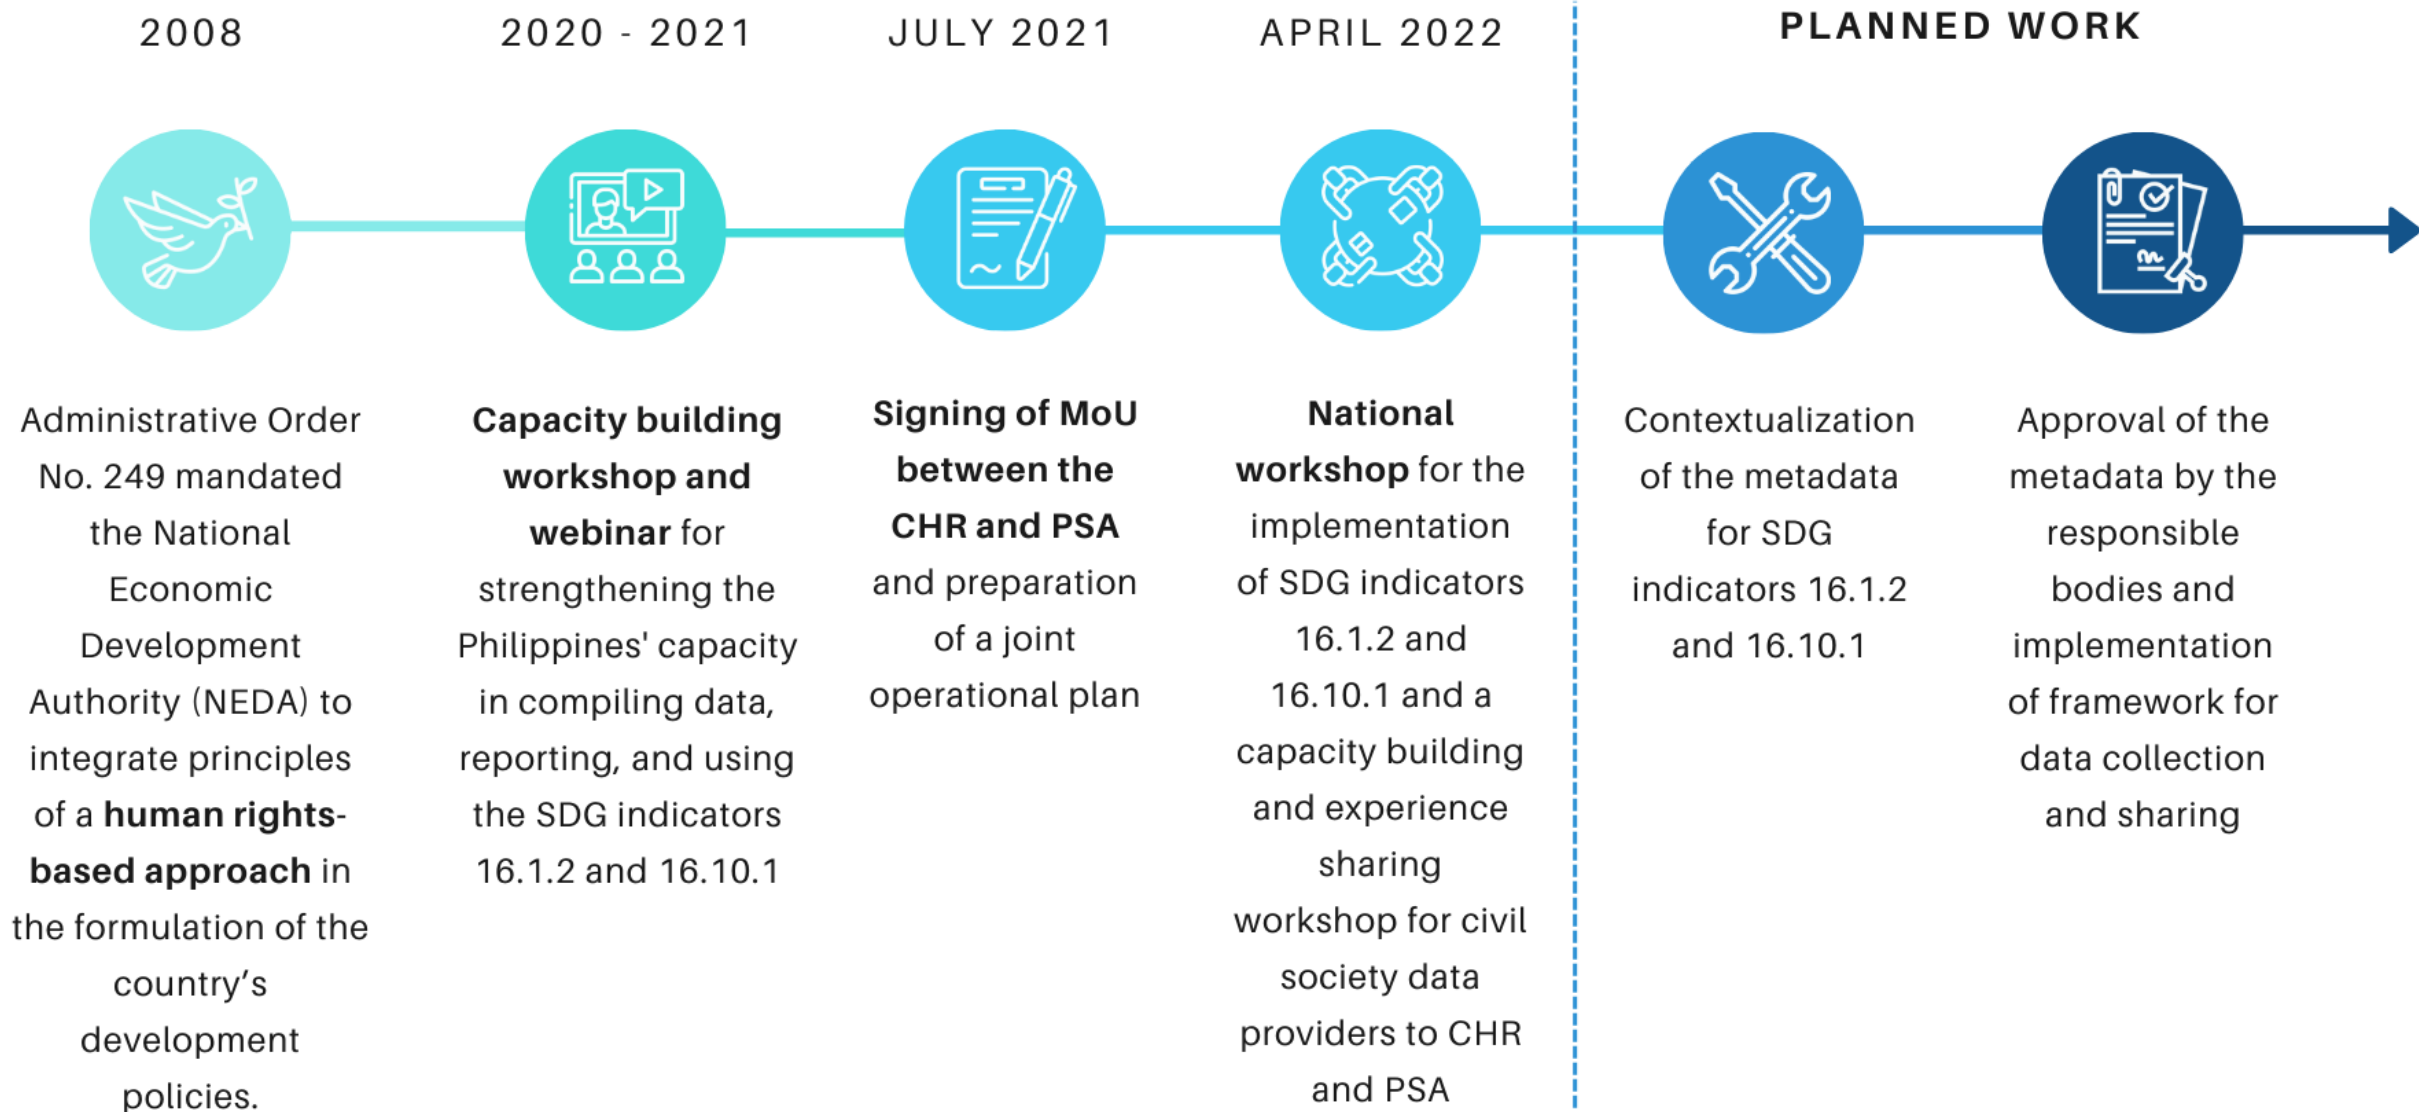 2008
Administrative Order
No. 249 mandated
the National
Economic
Development
Authority (NEDA) to
integrate principles
of a human rights-
based approach in
the formulation of the
country’s
development
policies.
2020 - 2021
Capacity building
workshop and
webinar for
strengthening the
Philippines' capacity
in compiling data,
reporting, and using
the SDG indicators
16.1.2 and 16.10.1
JULY 2021
Signing of MoU
between the
CHR and PSA
and preparation
of a joint
operational plan
APRIL 2022
National
workshop for the
implementation
of SDG indicators
16.1.2 and
16.10.1 and a
capacity building
and experience
sharing
workshop for civil
society data
providers to CHR
and PSA
PLANNED WORK
Contextualization
of the metadata
for SDG
indicators 16.1.2
and 16.10.1
Approval of the
metadata by the
responsible
bodies and
implementation
of framework for
data collection
and sharing